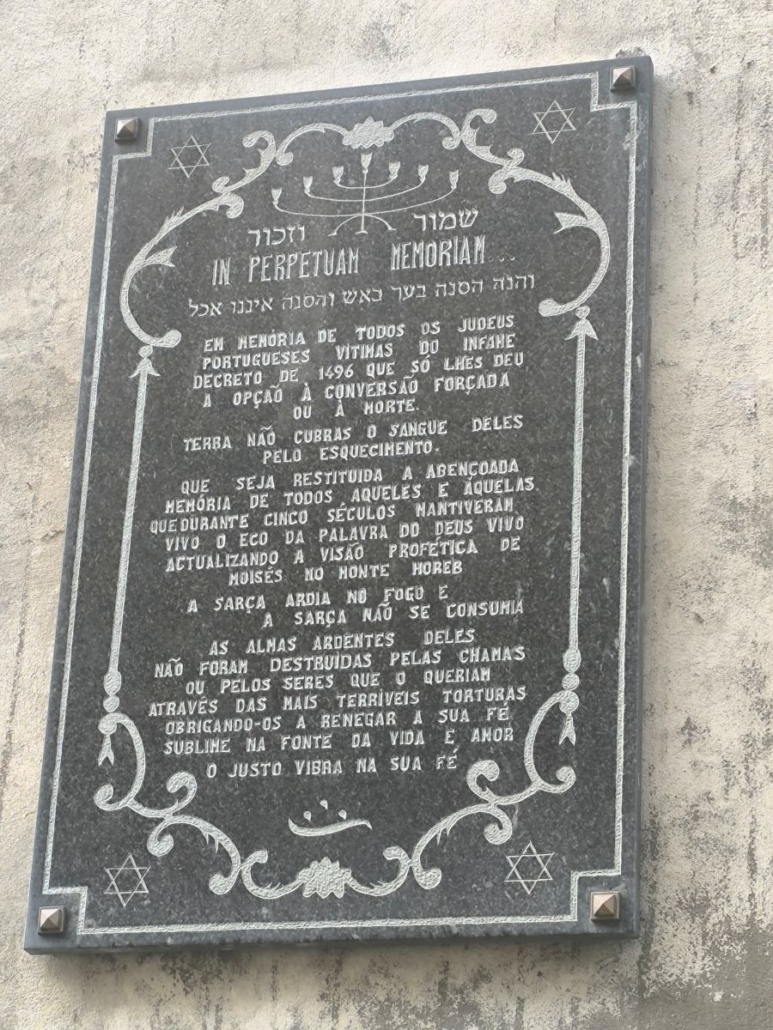 שמור וזכור
IN PERPETUAM MEMORIAM...
והנה הסנה בער באש והסנה איננו אכל
EM MEMÓRIA DE TODOS OS JUDEUS
PORTUGUESES VÍTIMAS DO INFAME
DECRETO DE 1496 QUE SÓ LHES DEU
A OPÇÃO À CONVERSÃO FORÇADA
OU À MORTE.
TERRA NÃO CUBRAS O SANGUE DELES
PELO ESQUECIMENTO.
QUE SEJA RESTITUIDA A ABENÇOADA
MEMÓRIA DE TODOS AQUELES E ÁQUELAS
QUE DURANTE CINCO SÉCULOS MANTIVERAM
VIVO O ECO DA PALAVRA DO DEUS VIVO
ACTUALIZANDO A VISÃO PROFÉTICA DE
MOISÉS NO MONTE HOREB
A SARÇA ARDIA NO FOGO E
A SARÇA NÃO SE CONSUMIA
AS ALMAS ARDENTES DELES
NÃO FORAM DESTRUÍDAS PELAS CHAMAS
OU PELOS SERES QUE O QUERIAM
ATRAVÉS DAS MAIS TERRÍVEIS TORTURAS
OBRIGANDO-OS A RENEGAR A SUA FÉ
SUBLIME NA FONTE DA VIDA E AMOR
O JUSTO VIBRA NA SUA FÉ